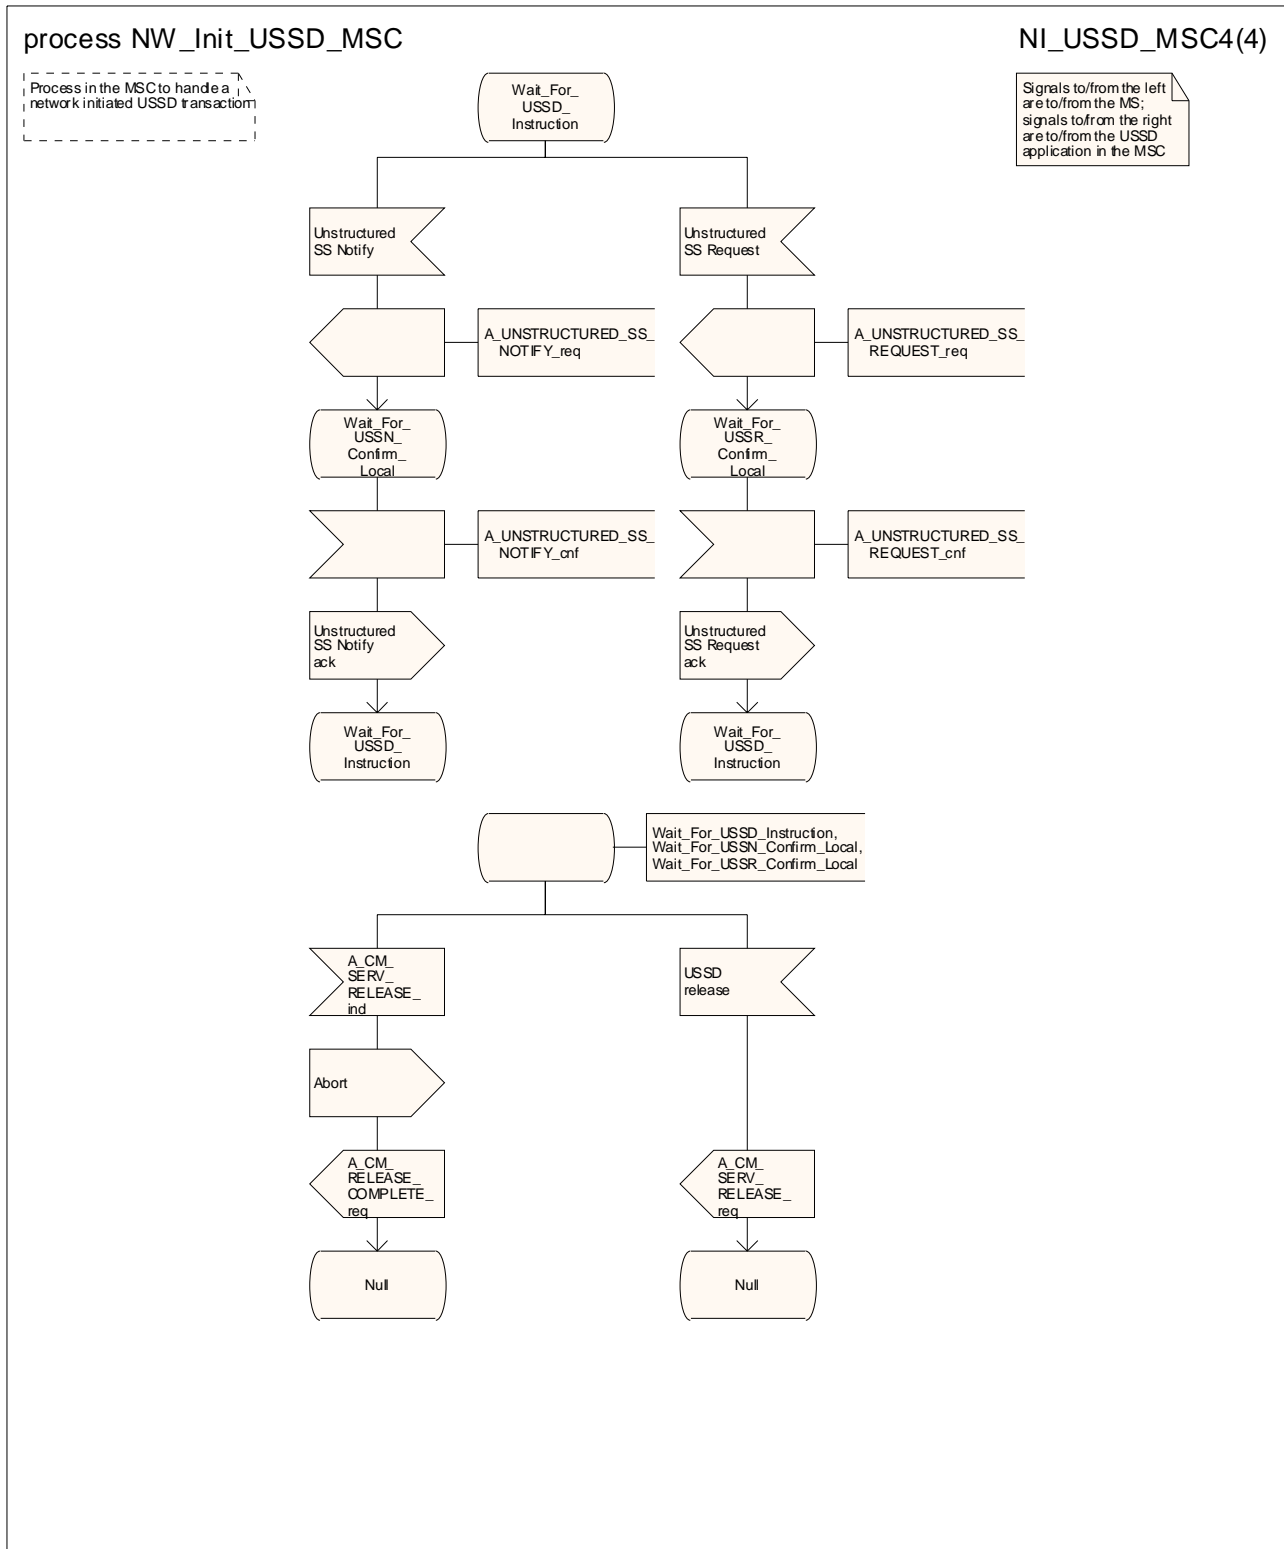 process NW_Init_USSD_MSC
NI_USSD_MSC4(4)
Process in the MSC to handle a
network initiated USSD transaction
Signals to/from the left
are to/from the MS;
signals to/from the right
are to/from the USSD
application in the MSC
Wait_For_
USSD_
Instruction
Unstructured
SS Notify
Unstructured
SS Request
A_UNSTRUCTURED_SS_
NOTIFY_req
A_UNSTRUCTURED_SS_
REQUEST_req
Wait_For_
USSN_
Confirm_
Local
Wait_For_
USSR_
Confirm_
Local
A_UNSTRUCTURED_SS_
NOTIFY_cnf
A_UNSTRUCTURED_SS_
REQUEST_cnf
Unstructured
SS Notify
ack
Unstructured
SS Request
ack
Wait_For_
USSD_
Instruction
Wait_For_
USSD_
Instruction
Wait_For_USSD_Instruction,
Wait_For_USSN_Confirm_Local,
Wait_For_USSR_Confirm_Local
A_CM_
SERV_
RELEASE_
ind
USSD
release
Abort
A_CM_
RELEASE_
COMPLETE_
req
A_CM_
SERV_
RELEASE_
req
Null
Null